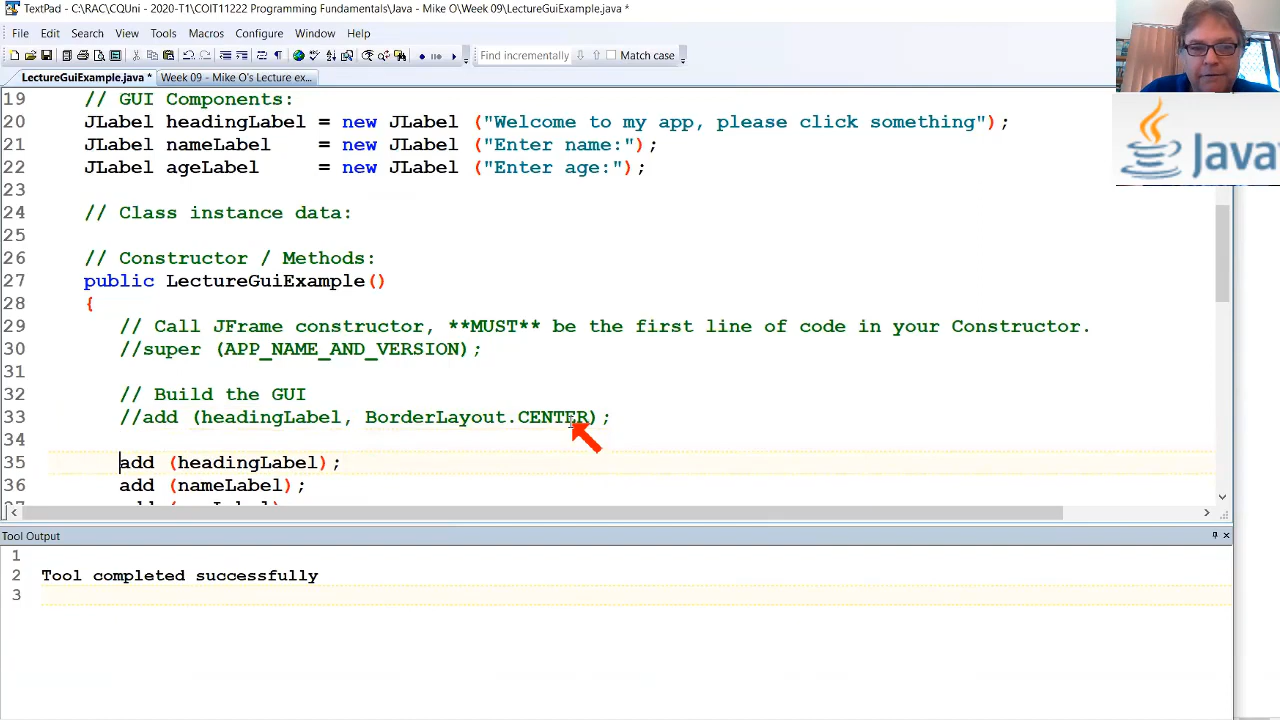 TextPad - C:\RAC\CQUni - 2020-T1\COIT11222 Programming Fundamentals\Java - Mike O\Week 09\LectureGuiExample.java *
File Edit Search View Tools Macros Configure Window Help
Find incrementally Match case
LectureGuiExample.java * Week 09 - Mike O's Lecture ex...
19 // GUI Components:
20 JLabel headingLabel = new JLabel ("Welcome to my app, please click something");
21 JLabel nameLabel = new JLabel ("Enter name:");
22 JLabel ageLabel = new JLabel ("Enter age:");
23
24 // Class instance data:
25
26 // Constructor / Methods:
27 public LectureGuiExample()
28 {
29 // Call JFrame constructor, **MUST** be the first line of code in your Constructor.
30 //super (APP_NAME_AND_VERSION);
31
32 // Build the GUI
33 //add (headingLabel, BorderLayout.CENTER);
34
35 add (headingLabel);
36 add (nameLabel);
Java
Tool Output
1
2 Tool completed successfully
3